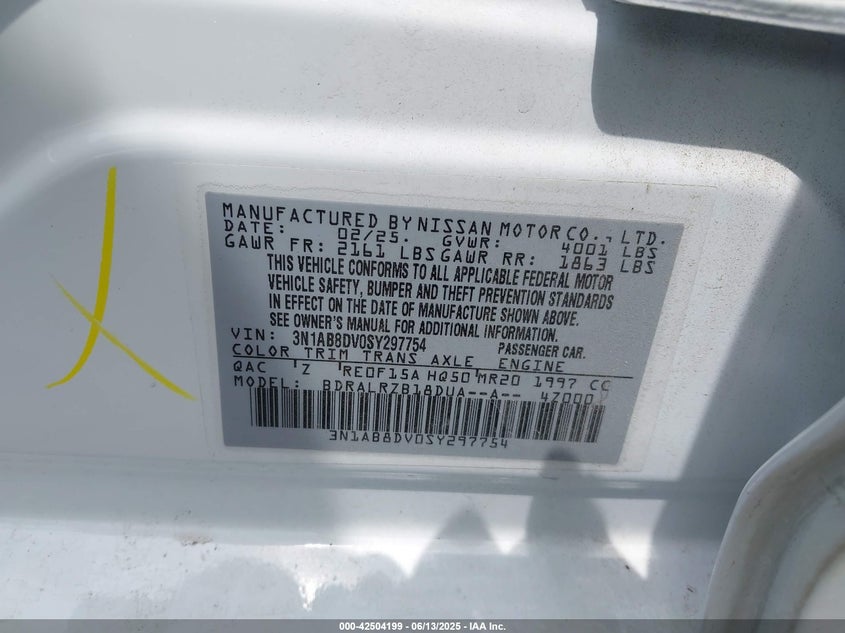 MANUFACTURED BY NISSAN MOTOR CO., LTD.
DATE: 02/25. GVWR: 4001 LBS
GAWR FR: 2161 LBS GAWR RR: 1863 LBS
THIS VEHICLE CONFORMS TO ALL APPLICABLE FEDERAL MOTOR
VEHICLE SAFETY, BUMPER AND THEFT PREVENTION STANDARDS
IN EFFECT ON THE DATE OF MANUFACTURE SHOWN ABOVE.
SEE OWNER'S MANUAL FOR ADDITIONAL INFORMATION.
VIN: 3N1AB8DV0SY297754 PASSENGER CAR.
COLOR TRIM TRANS AXLE ENGINE
QAC Z RE0F15A HQ50 MR20 1997 CC
MODEL: BDRALRZB18DUA--A-- 47000
3N1AB8DV0SY297754
000-42504199 - 06/13/2025 - IAA Inc.